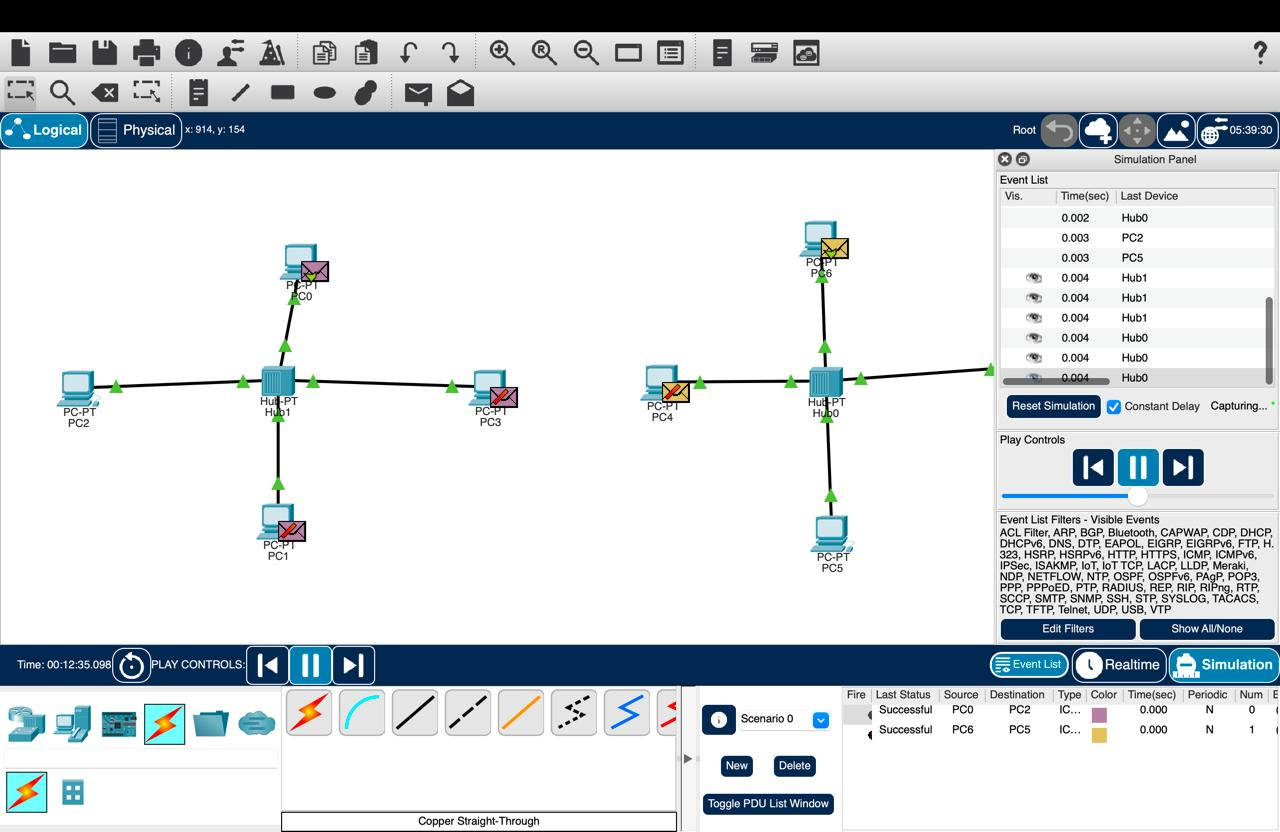 Logical
Physical
x: 914, y: 154
Root
05:39:30
Simulation Panel
Event List
Vis. Time(sec) Last Device
0.002 Hub0
0.003 PC2
0.003 PC5
0.004 Hub1
0.004 Hub1
0.004 Hub1
0.004 Hub0
0.004 Hub0
0.004 Hub0
Reset Simulation
Constant Delay
Capturing...
Play Controls
Event List Filters - Visible Events
ACL Filter, ARP, BGP, Bluetooth, CAPWAP, CDP, DHCP,
DHCPv6, DNS, DTP, EAPOL, EIGRP, EIGRPv6, FTP, H.
323, HSRP, HSRPv6, HTTP, HTTPS, ICMP, ICMPv6,
IPSec, ISAKMP, IoT, IoT TCP, LACP, LLDP, Meraki,
NDP, NETFLOW, NTP, OSPF, OSPFv6, PAgP, POP3,
PPP, PPPoED, PTP, RADIUS, REP, RIP, RIPng, RTP,
SCCP, SMTP, SNMP, SSH, STP, SYSLOG, TACACS,
TCP, TFTP, Telnet, UDP, USB, VTP
Edit Filters
Show All/None
PC-PT
PC0
PC-PT
PC2
Hub-PT
Hub1
PC-PT
PC3
PC-PT
PC1
PC-PT
PC6
PC-PT
PC4
Hub-PT
Hub0
PC-PT
PC5
Time: 00:12:35.098
PLAY CONTROLS:
Event List
Realtime
Simulation
Scenario 0
New
Delete
Toggle PDU List Window
Fire Last Status Source Destination Type Color Time(sec) Periodic Num E
Successful PC0 PC2 IC... 0.000 N 0 (
Successful PC6 PC5 IC... 0.000 N 1 (
Copper Straight-Through